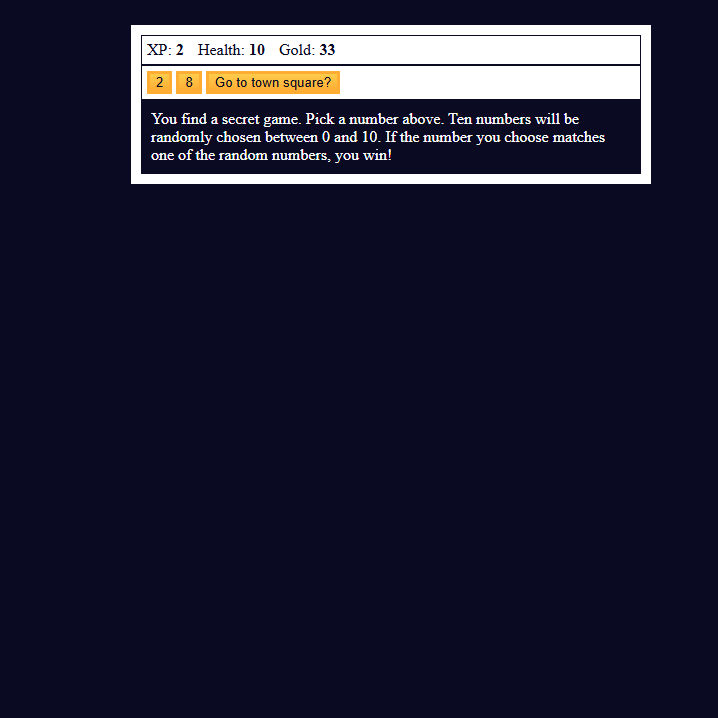 XP: 2 Health: 10 Gold: 33
2 8 Go to town square?
You find a secret game. Pick a number above. Ten numbers will be
randomly chosen between 0 and 10. If the number you choose matches
one of the random numbers, you win!